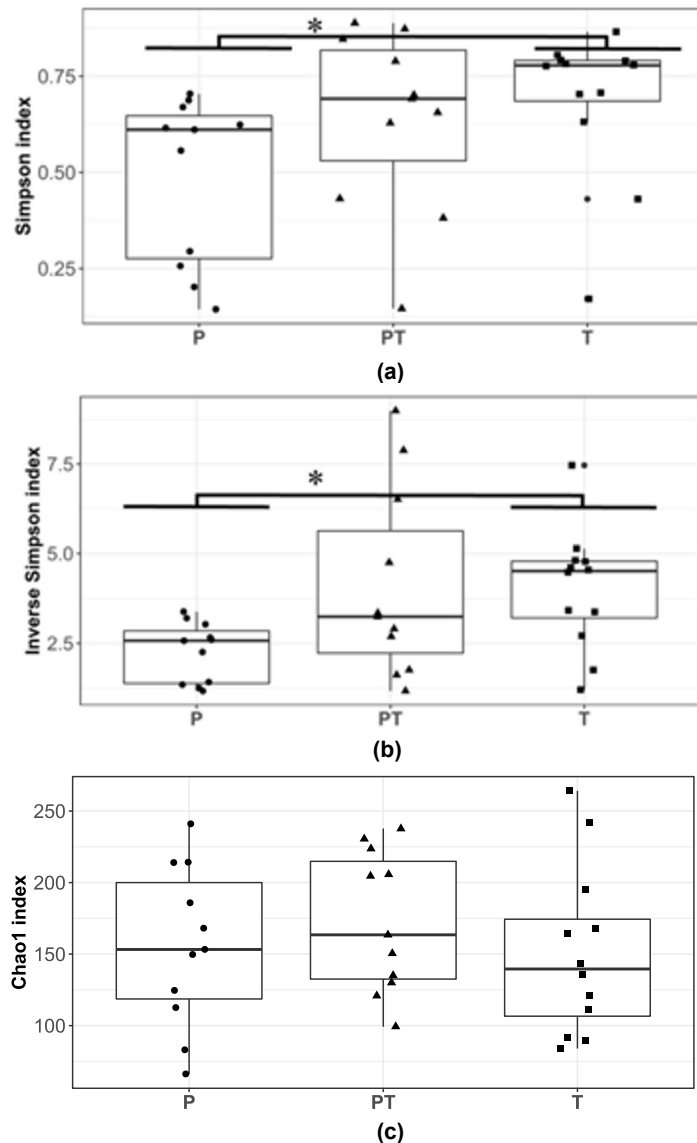 *
Simpson index
0.75
0.50
0.25
P PT T
(a)
*
Inverse Simpson index
7.5
5.0
2.5
P PT T
(b)
Chao1 index
250
200
150
100
P PT T
(c)